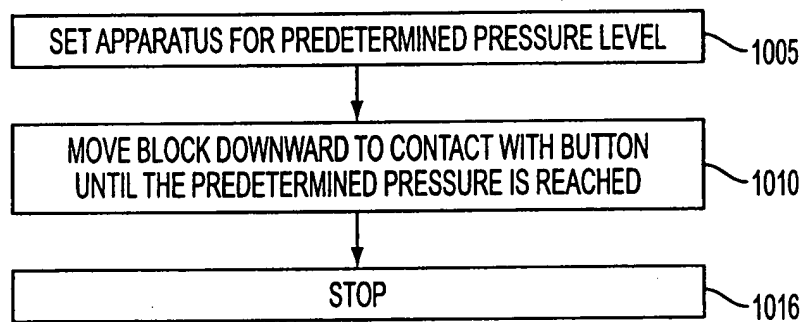 SET APPARATUS FOR PREDETERMINED PRESSURE LEVEL
1005
MOVE BLOCK DOWNWARD TO CONTACT WITH BUTTON
UNTIL THE PREDETERMINED PRESSURE IS REACHED
1010
STOP
1016